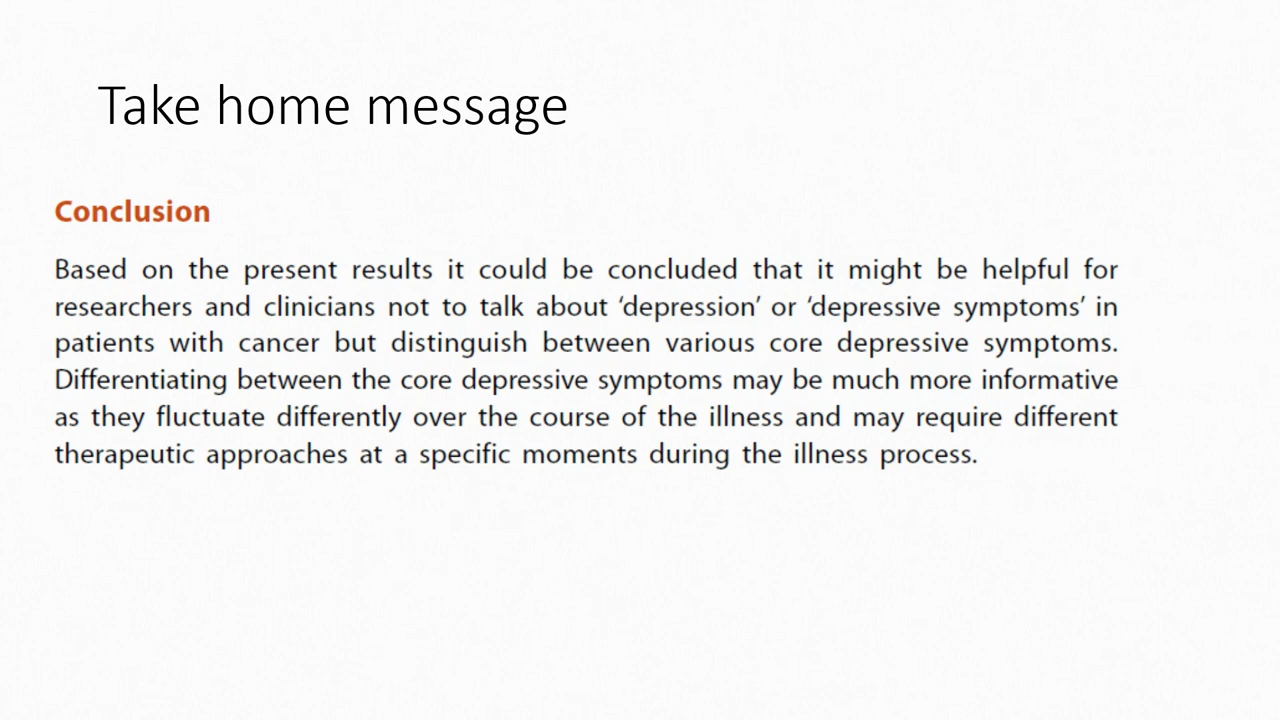 Take home message
Conclusion
Based on the present results it could be concluded that it might be helpful for
researchers and clinicians not to talk about ‘depression’ or ‘depressive symptoms’ in
patients with cancer but distinguish between various core depressive symptoms.
Differentiating between the core depressive symptoms may be much more informative
as they fluctuate differently over the course of the illness and may require different
therapeutic approaches at a specific moments during the illness process.